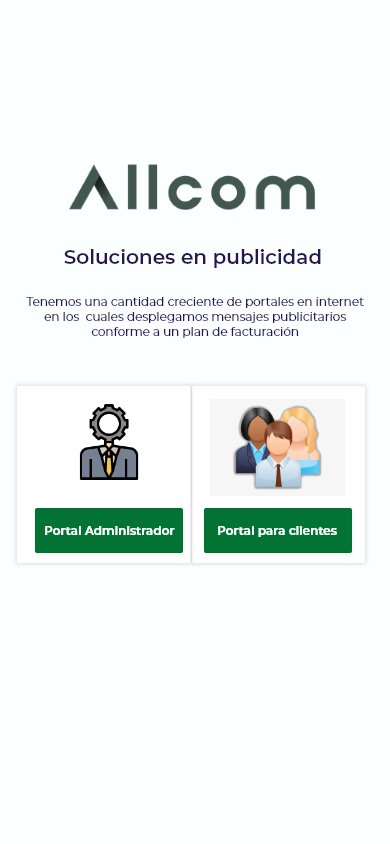 Allcom
Soluciones en publicidad
Tenemos una cantidad creciente de portales en internet
en los  cuales desplegamos mensajes publicitarios
conforme a un plan de facturación
Portal Administrador
Portal para clientes